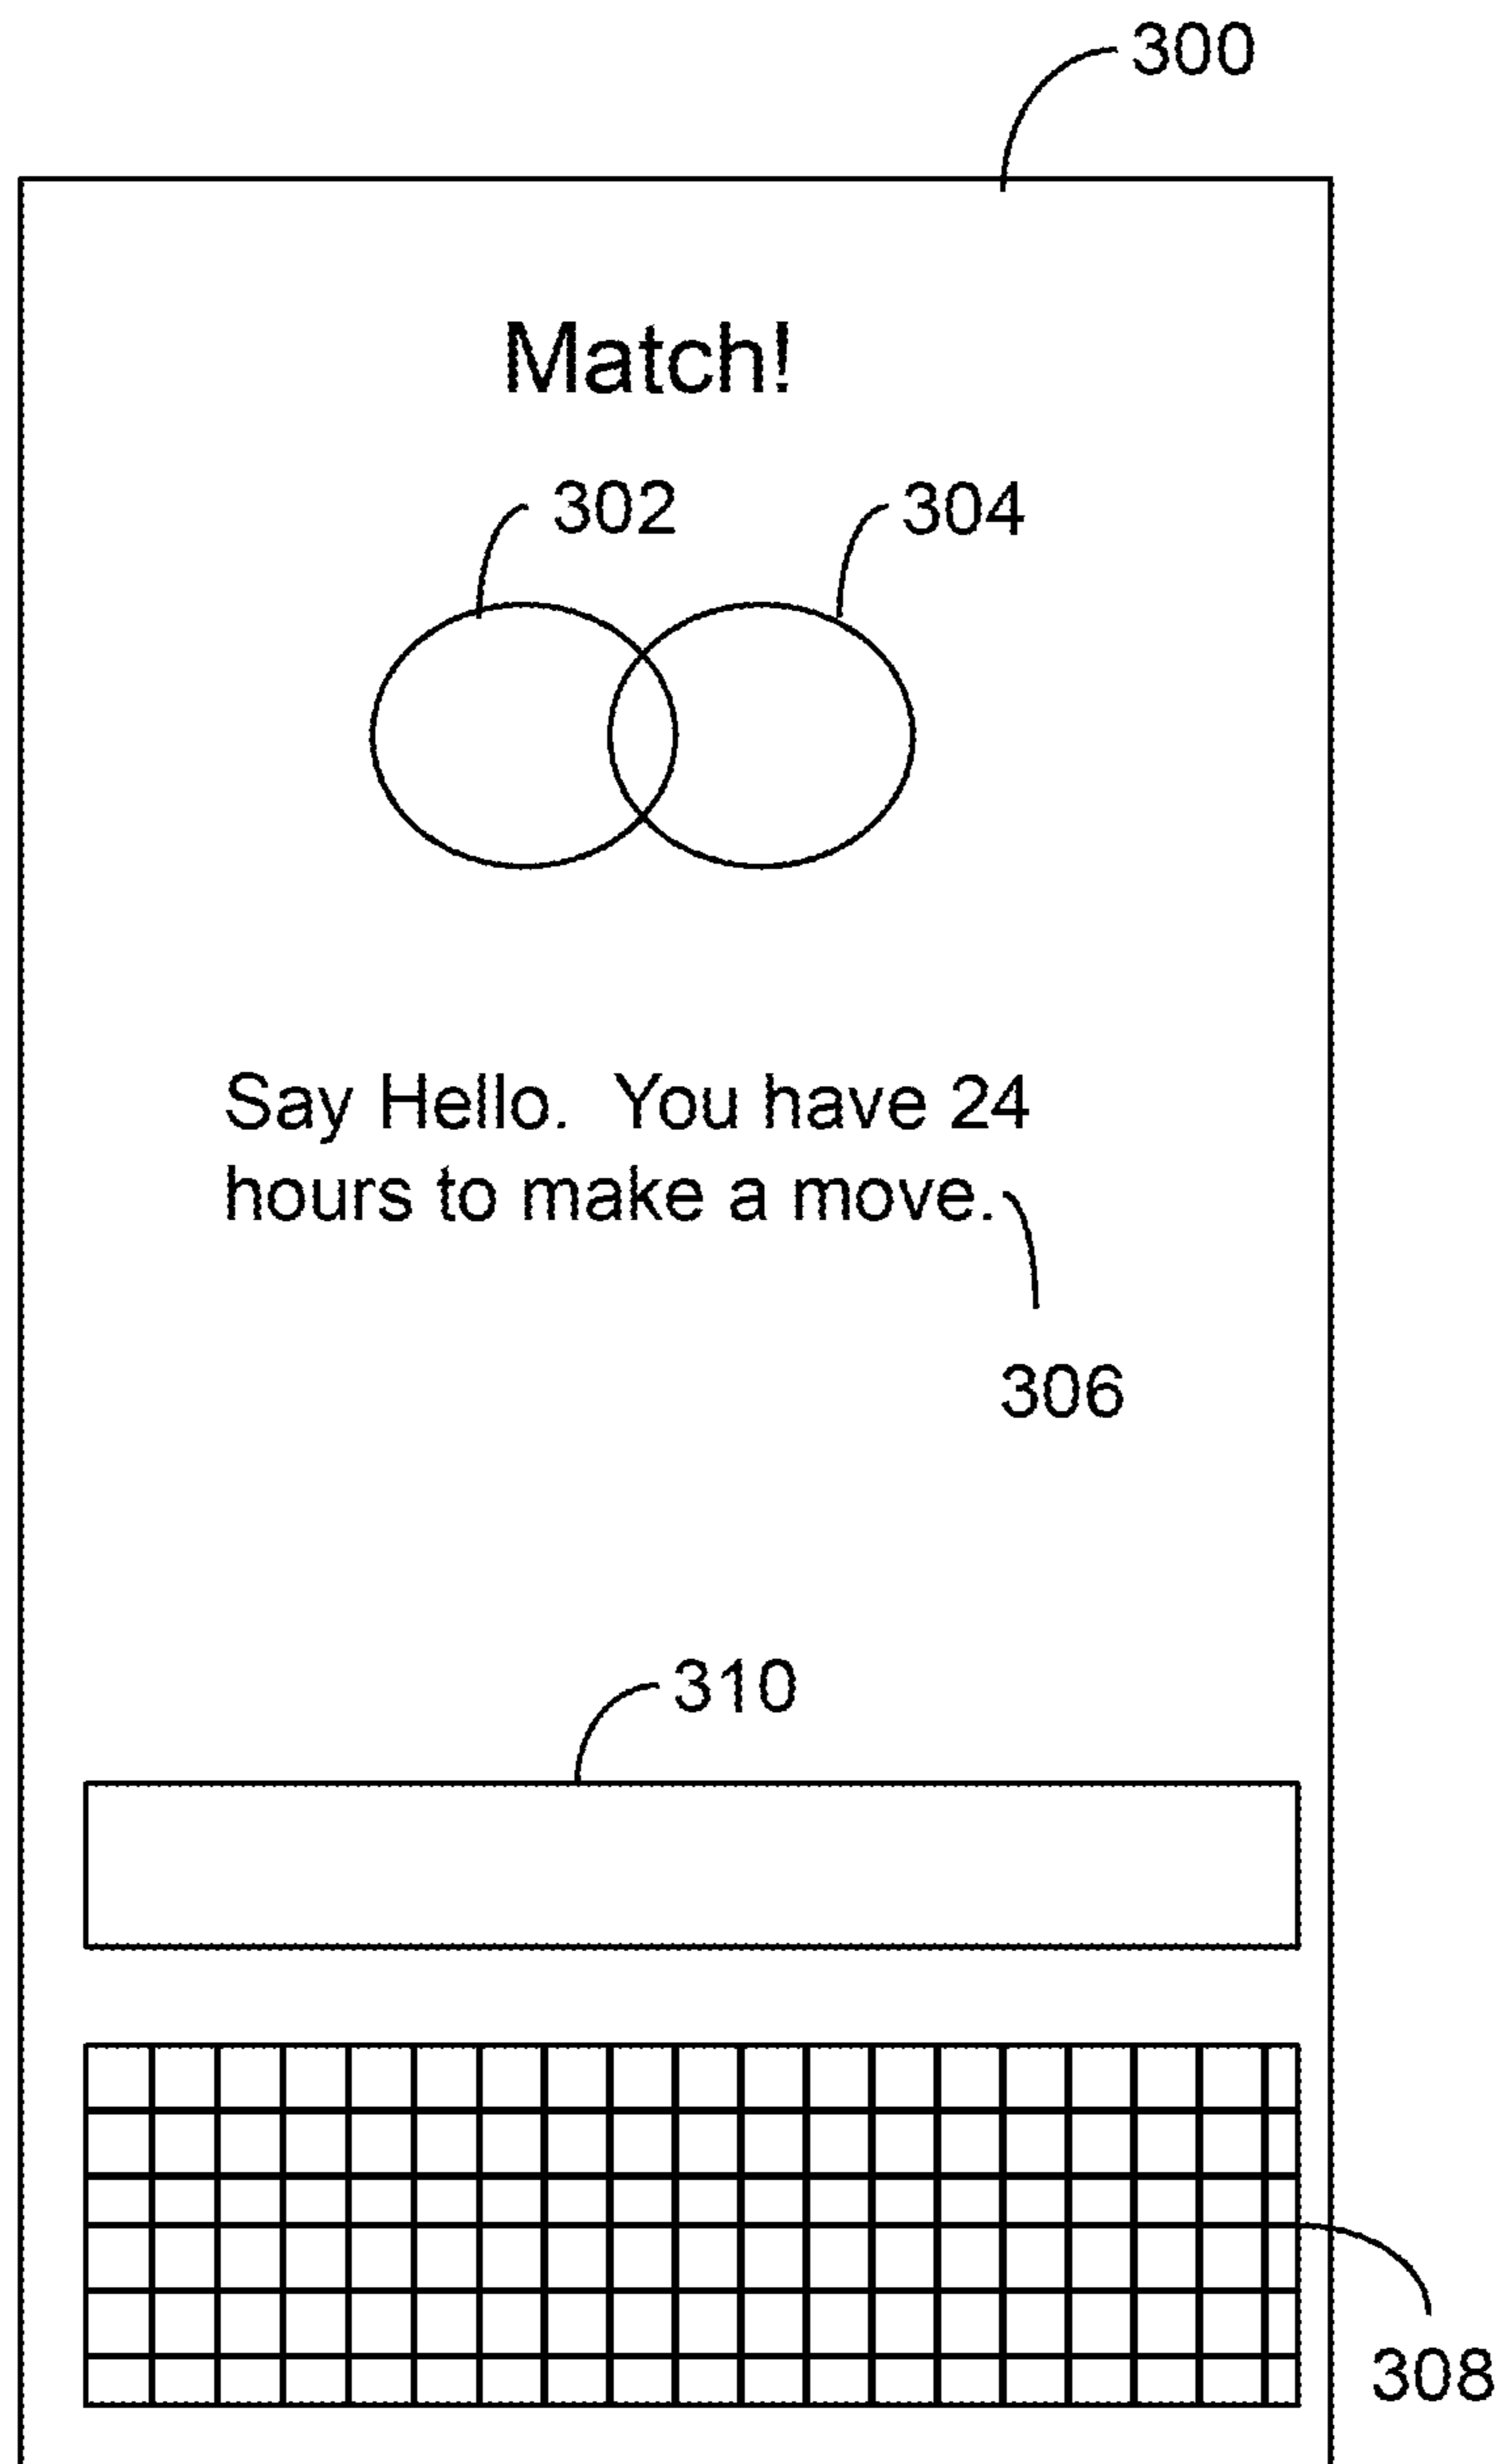 300
Match!
302 304
Say Hello. You have 24
hours to make a move.
306
310
308